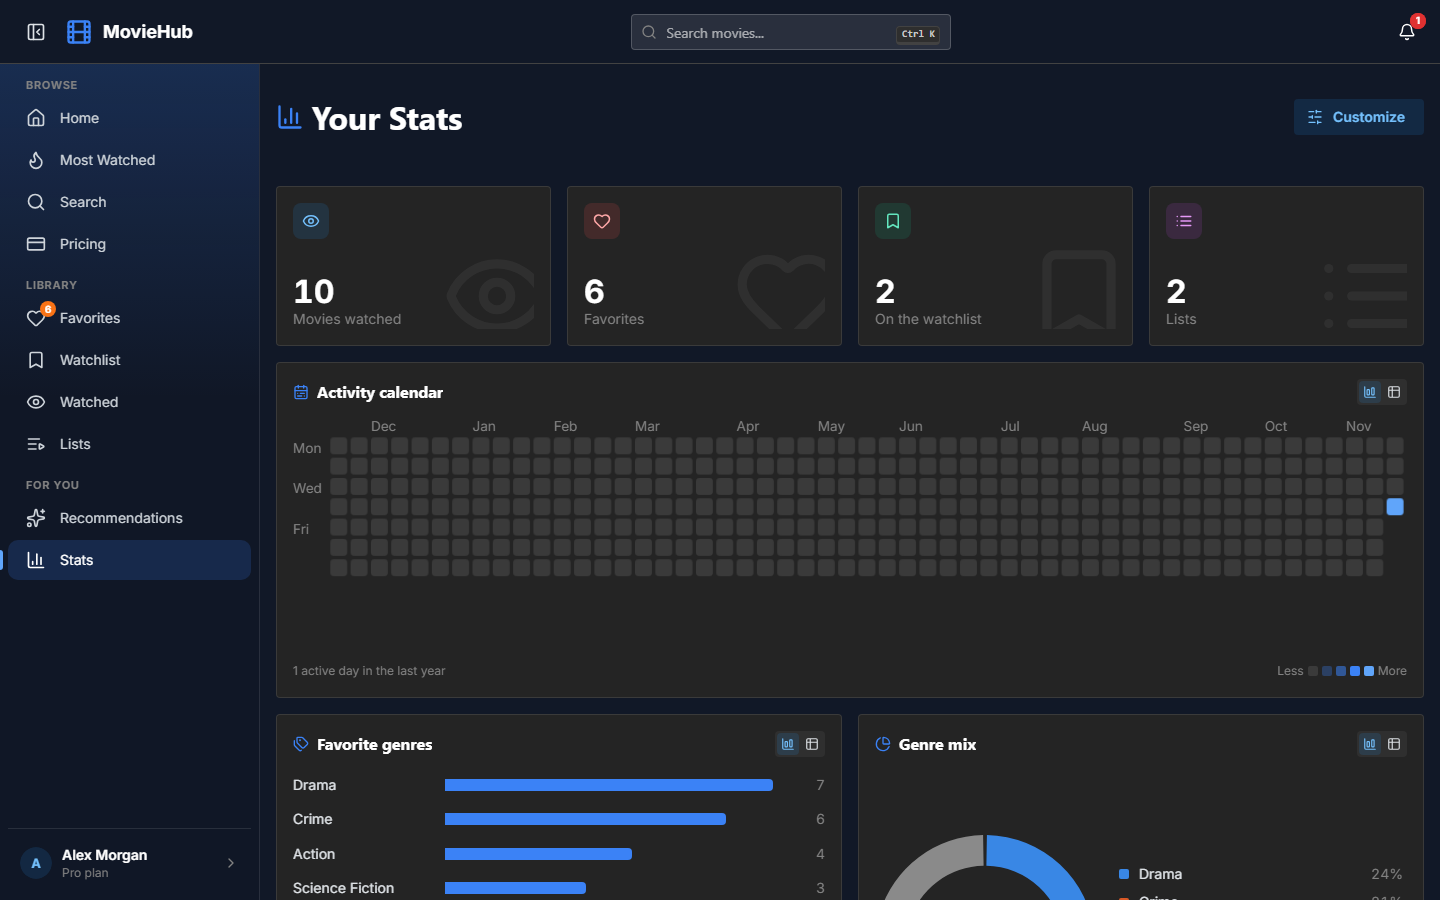 MovieHub
Search movies...
Ctrl K
1
BROWSE
Home
Most Watched
Search
Pricing
LIBRARY
6
Favorites
Watchlist
Watched
Lists
FOR YOU
Recommendations
Stats
A
Alex Morgan
Pro plan
Your Stats
Customize
10
Movies watched
6
Favorites
2
On the watchlist
2
Lists
Activity calendar
Dec Jan Feb Mar Apr May Jun Jul Aug Sep Oct Nov
Mon
Wed
Fri
1 active day in the last year
Less More
Favorite genres
Drama 7
Crime 6
Action 4
Science Fiction 3
Genre mix
Drama 24%
Crime 21%